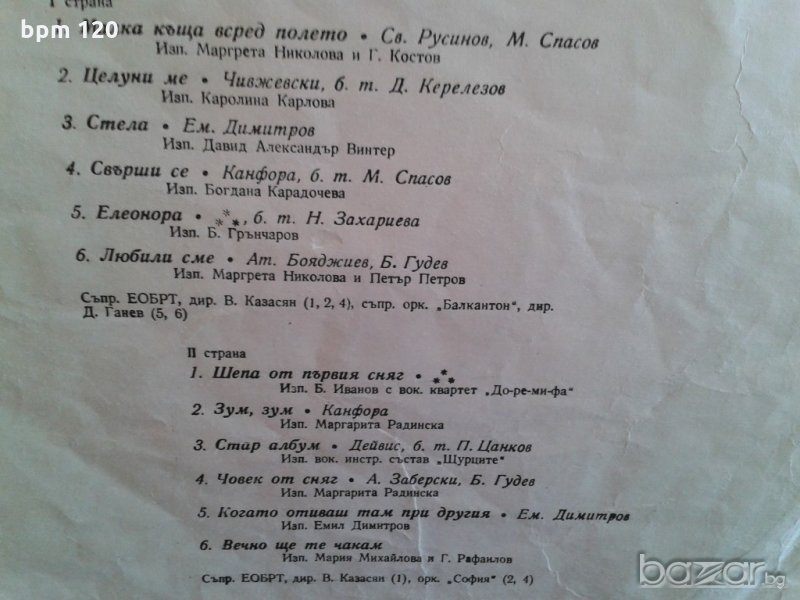 bpm 120
I страна
къща всред полето • Св. Русинов, М. Спасов
Изп. Маргрета Николова и Г. Костов
2. Целуни ме • Чивжевски, б. т. Д. Керелезов
Изп. Каролина Карлова
3. Стела • Ем. Димитров
Изп. Давид Александър Винтер
4. Свърши се • Канфора, б. т. М. Спасов
Изп. Богдана Карадочева
5. Елеонора • ***, б. т. Н. Захариева
Изп. Б. Грънчаров
6. Любили сме • Ат. Бояджиев, Б. Гудев
Изп. Маргрета Николова и Петър Петров
Съпр. ЕОБРТ, дир. В. Казасян (1, 2, 4), съпр. орк. „Балкантон“, дир.
Д. Ганев (5, 6)
II страна
1. Шепа от първия сняг • ***
Изп. Б. Иванов с вок. квартет „До-ре-ми-фа“
2. Зум, зум • Канфора
Изп. Маргарита Радинска
3. Стар албум • Дейвис, б. т. П. Цанков
Изп. вок. инстр. състав „Щурците“
4. Човек от сняг • А. Заберски, Б. Гудев
Изп. Маргарита Радинска
5. Когато отиваш там при другия • Ем. Димитров
Изп. Емил Димитров
6. Вечно ще те чакам
Изп. Мария Михайлова и Г. Рафаилов
Съпр. ЕОБРТ, дир. В. Казасян (1), орк. „София“ (2, 4)
bazar.bg